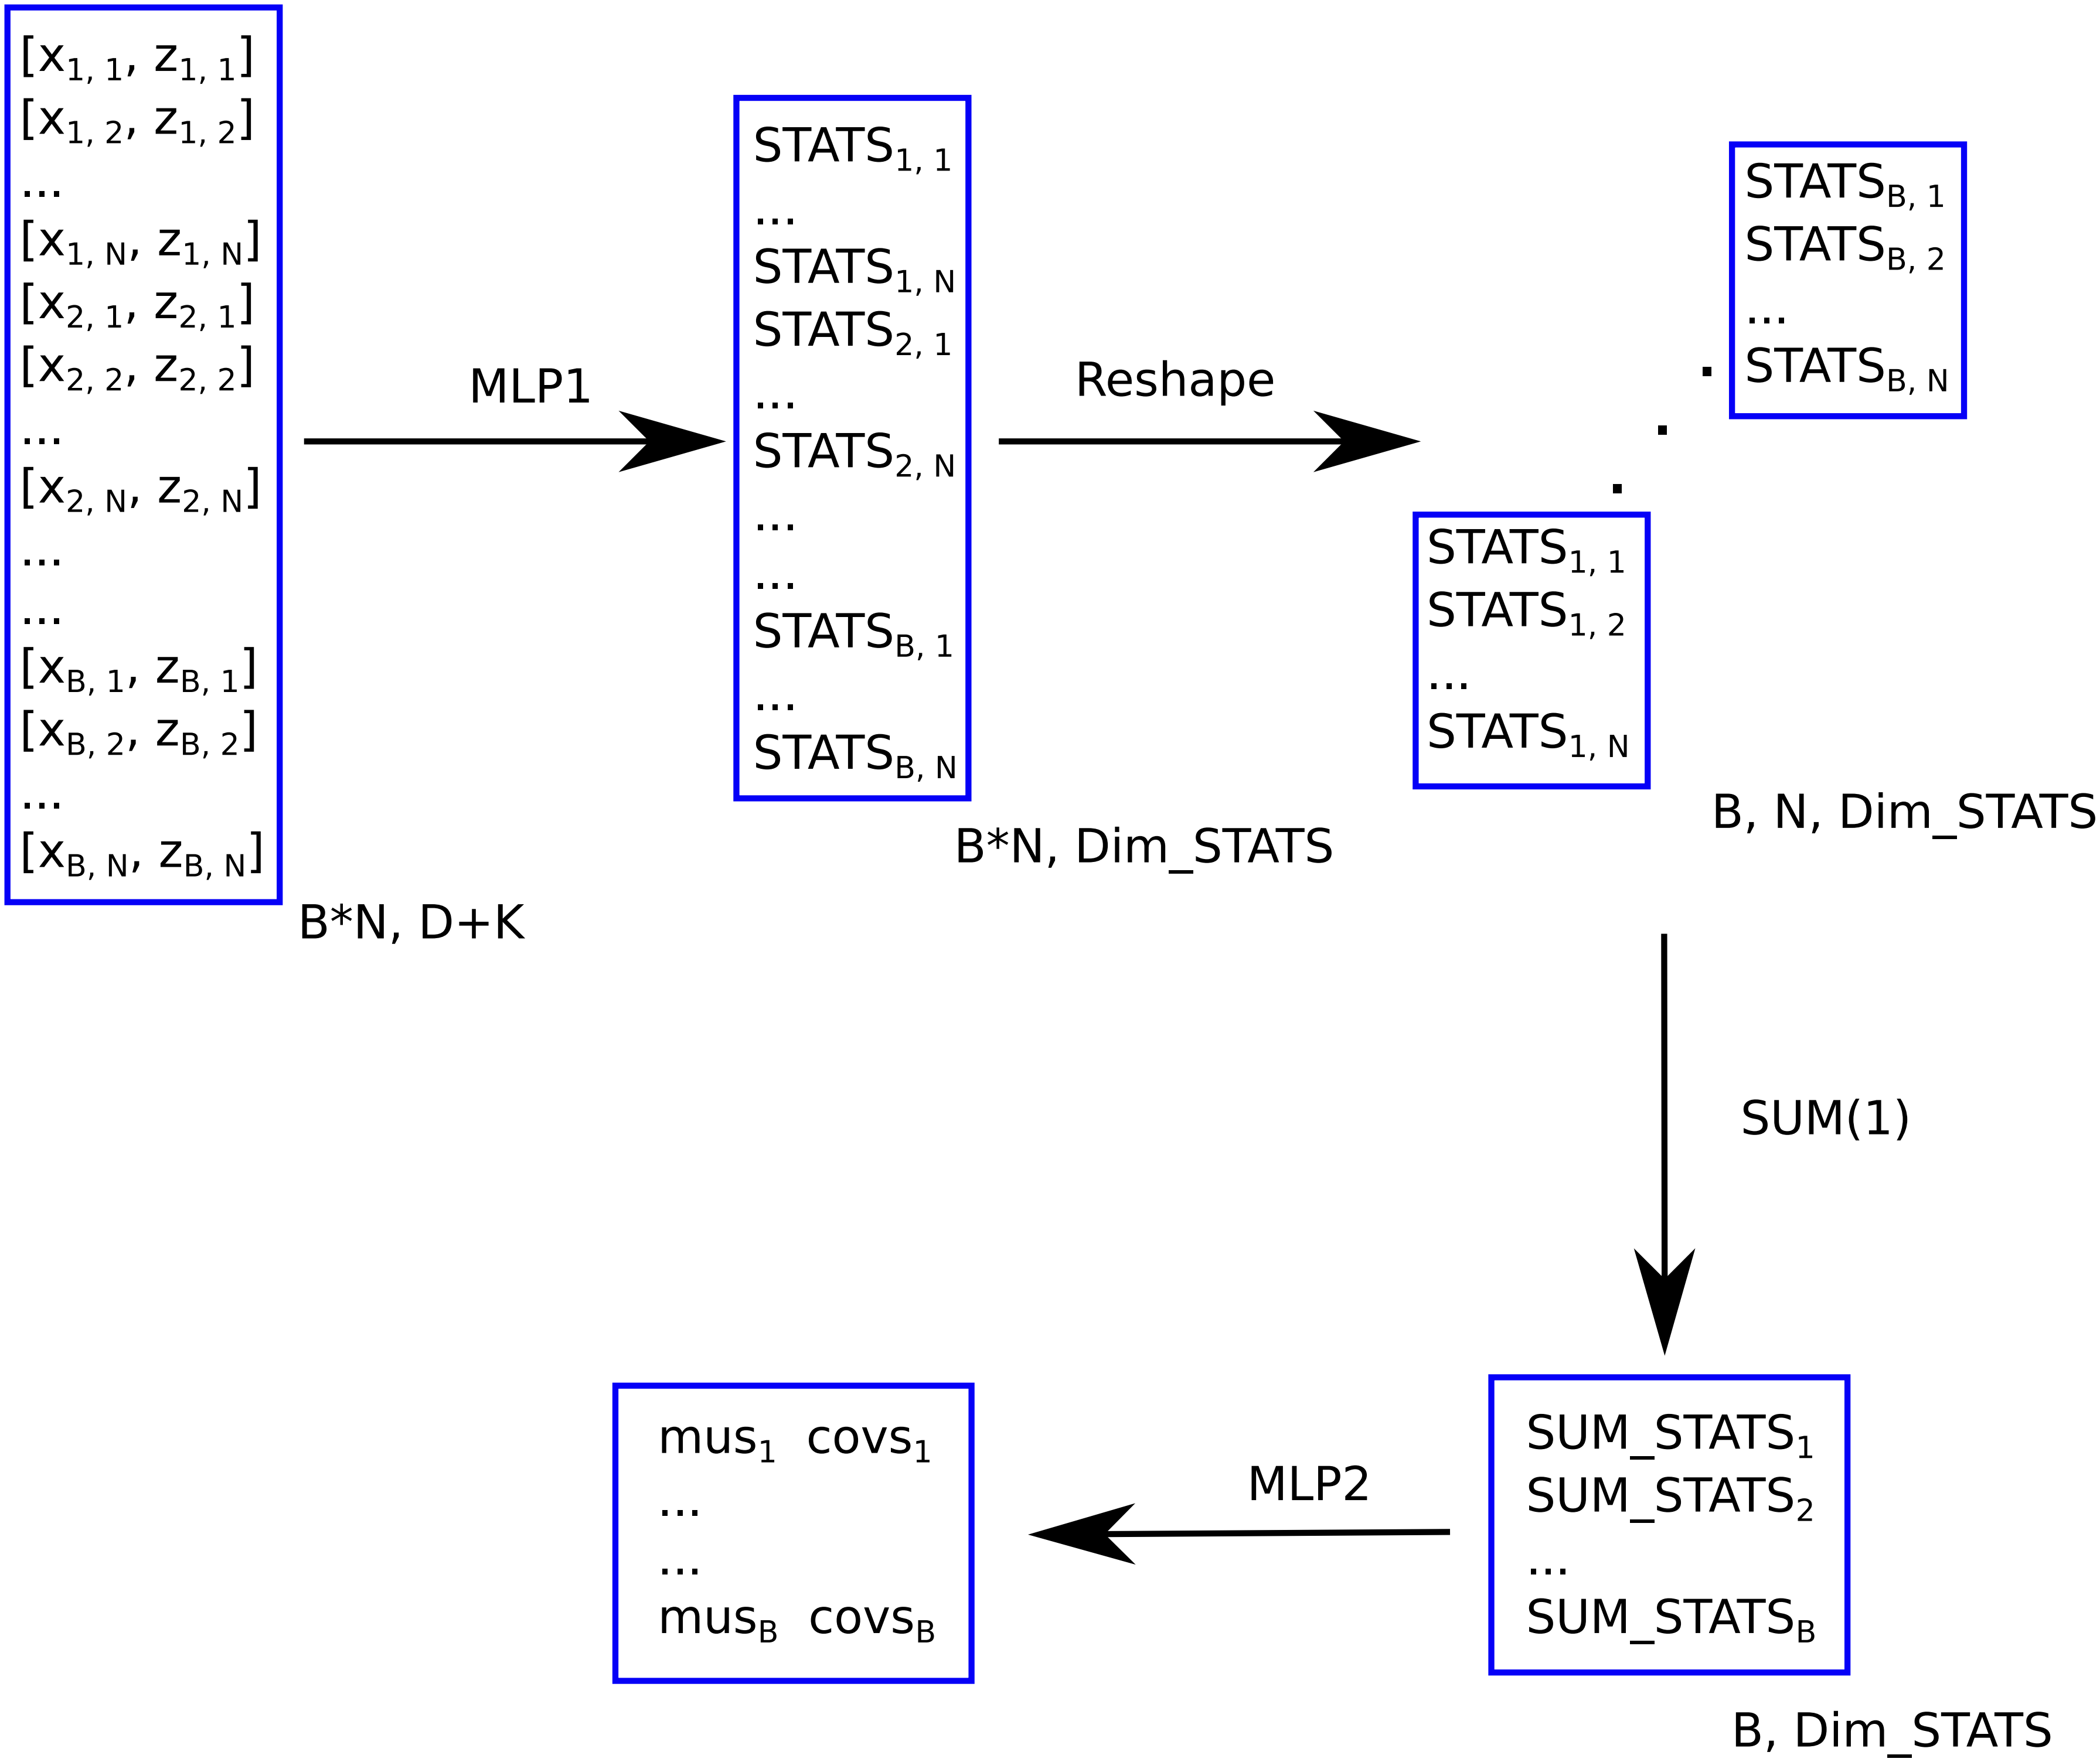 [x1, 1, z1, 1]
[x1, 2, z1, 2]
...
[x1, N, z1, N]
[x2, 1, z2, 1]
[x2, 2, z2, 2]
...
[x2, N, z2, N]
...
...
[xB, 1, zB, 1]
[xB, 2, zB, 2]
...
[xB, N, zB, N]
B*N, D+K
MLP1
STATS1, 1
...
STATS1, N
STATS2, 1
...
STATS2, N
...
...
STATSB, 1
...
STATSB, N
B*N, Dim_STATS
Reshape
STATSB, 1
STATSB, 2
...
STATSB, N
. . .
STATS1, 1
STATS1, 2
...
STATS1, N
B, N, Dim_STATS
SUM(1)
SUM_STATS1
SUM_STATS2
...
SUM_STATSB
B, Dim_STATS
MLP2
mus1 covs1
...
...
musB covsB